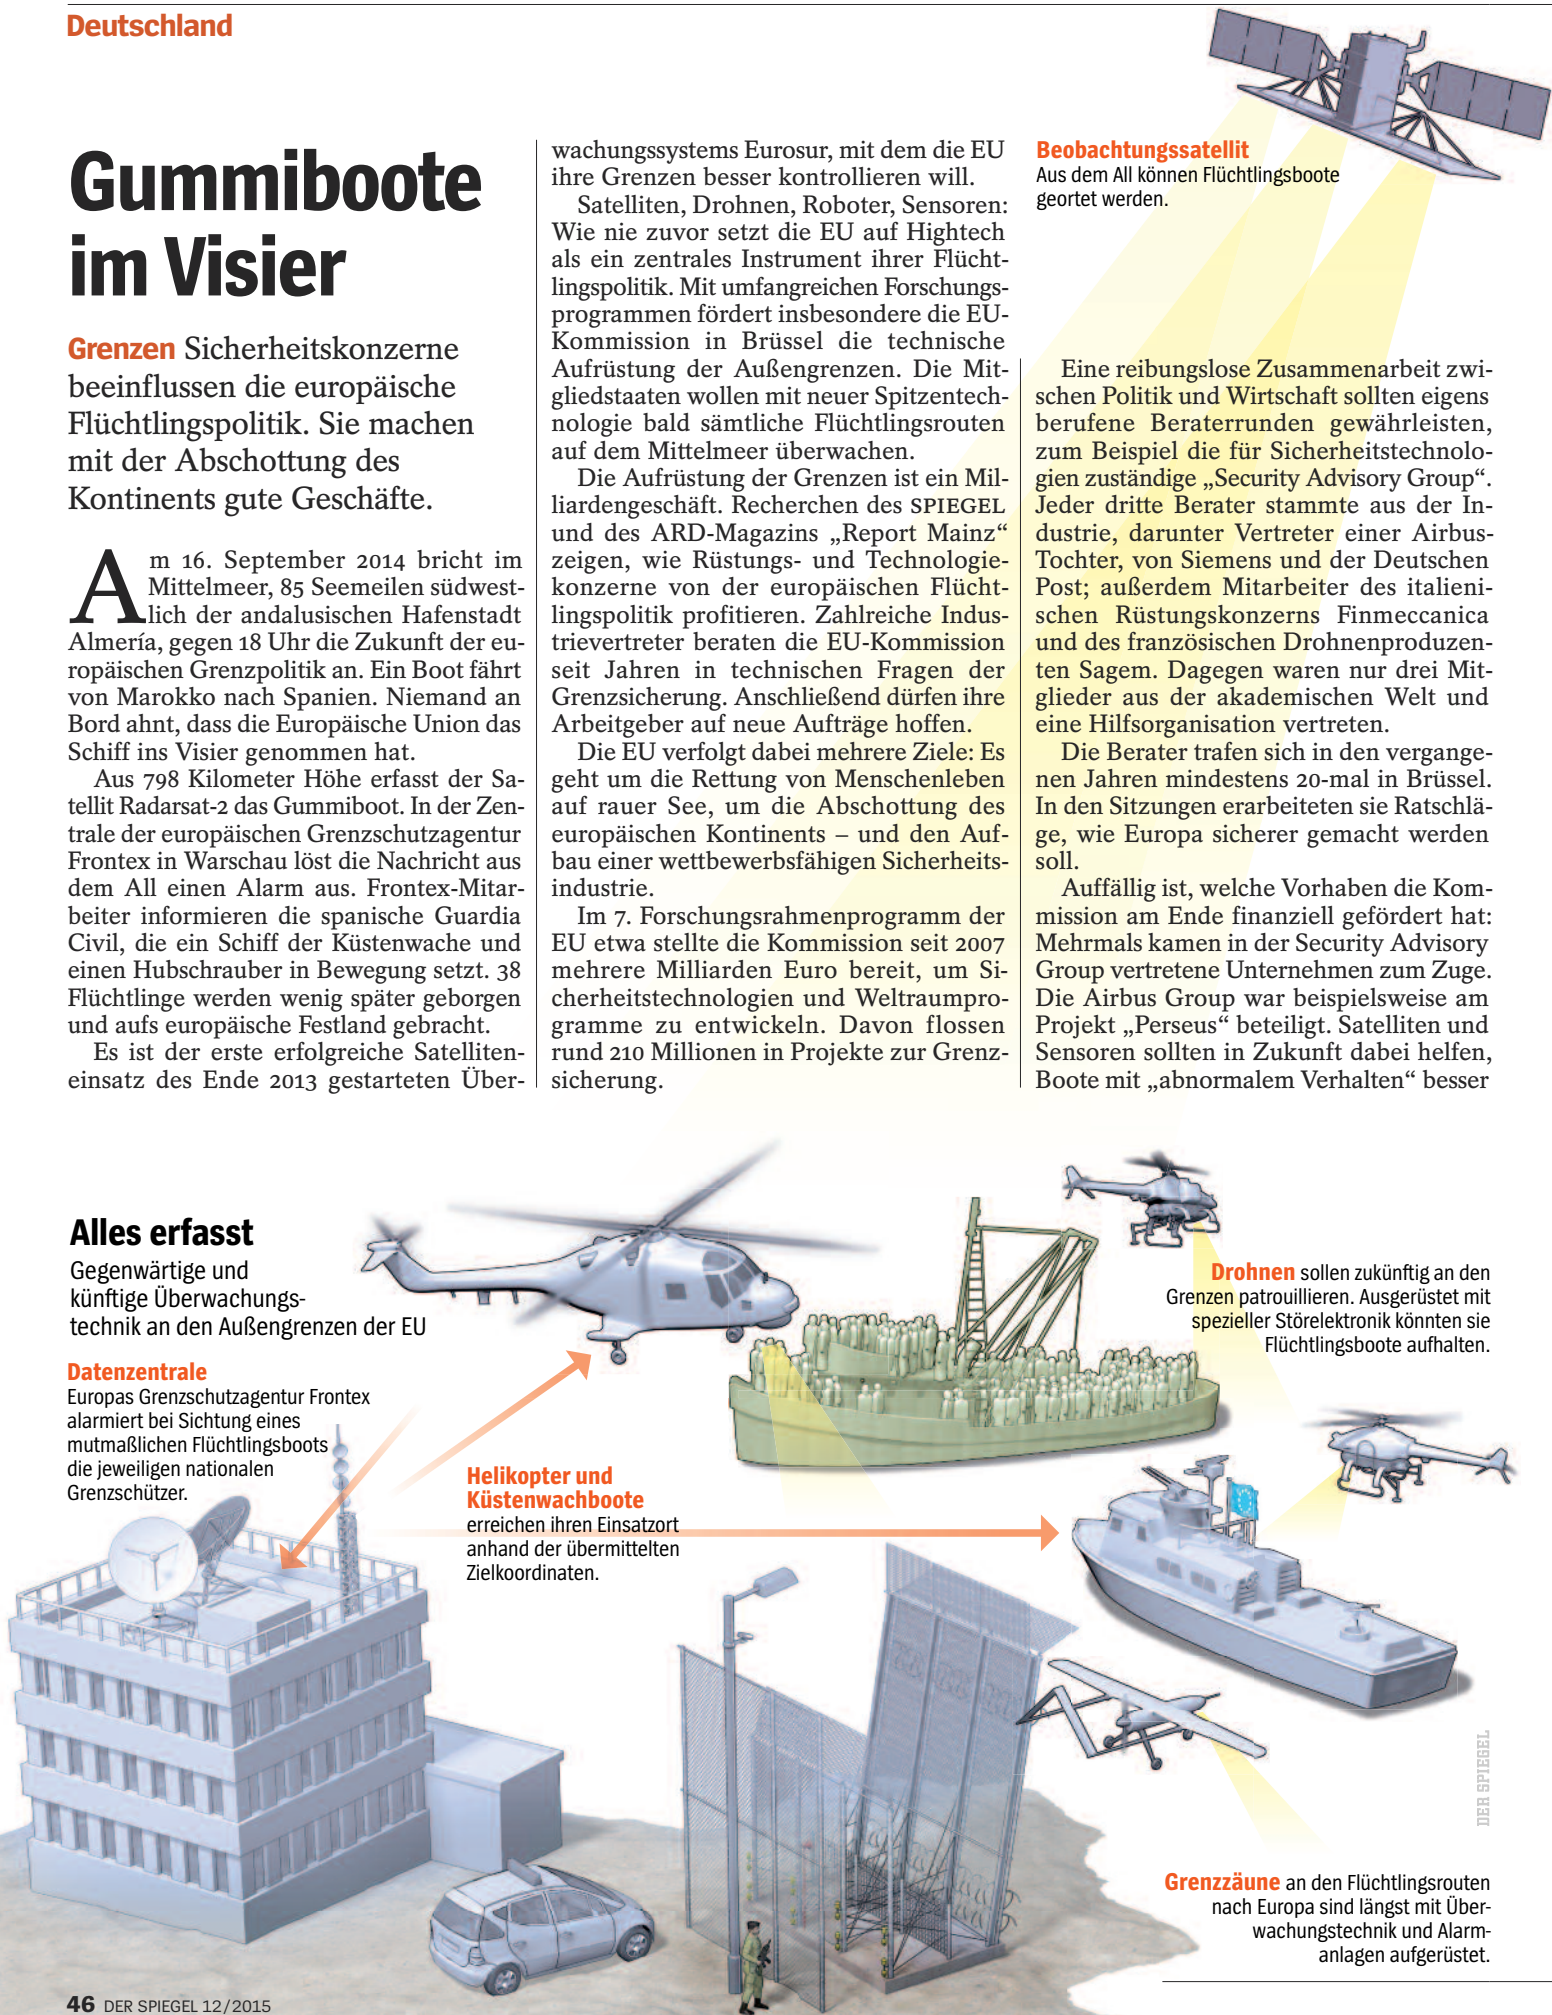 Deutschland
Gummiboote
im Visier
Grenzen Sicherheitskonzerne
beeinflussen die europäische
Flüchtlingspolitik. Sie machen
mit der Abschottung des
Kontinents gute Geschäfte.
Am 16. September 2014 bricht im
Mittelmeer, 85 Seemeilen südwest-
lich der andalusischen Hafenstadt
Almería, gegen 18 Uhr die Zukunft der eu-
ropäischen Grenzpolitik an. Ein Boot fährt
von Marokko nach Spanien. Niemand an
Bord ahnt, dass die Europäische Union das
Schiff ins Visier genommen hat.
Aus 798 Kilometer Höhe erfasst der Sa-
tellit Radarsat-2 das Gummiboot. In der Zen-
trale der europäischen Grenzschutzagentur
Frontex in Warschau löst die Nachricht aus
dem All einen Alarm aus. Frontex-Mitar-
beiter informieren die spanische Guardia
Civil, die ein Schiff der Küstenwache und
einen Hubschrauber in Bewegung setzt. 38
Flüchtlinge werden wenig später geborgen
und aufs europäische Festland gebracht.
Es ist der erste erfolgreiche Satelliten-
einsatz des Ende 2013 gestarteten Über-
wachungssystems Eurosur, mit dem die EU
ihre Grenzen besser kontrollieren will.
Satelliten, Drohnen, Roboter, Sensoren:
Wie nie zuvor setzt die EU auf Hightech
als ein zentrales Instrument ihrer Flücht-
lingspolitik. Mit umfangreichen Forschungs-
programmen fördert insbesondere die EU-
Kommission in Brüssel die technische
Aufrüstung der Außengrenzen. Die Mit-
gliedstaaten wollen mit neuer Spitzentech-
nologie bald sämtliche Flüchtlingsrouten
auf dem Mittelmeer überwachen.
Die Aufrüstung der Grenzen ist ein Mil-
liardengeschäft. Recherchen des SPIEGEL
und des ARD-Magazins „Report Mainz“
zeigen, wie Rüstungs- und Technologie-
konzerne von der europäischen Flücht-
lingspolitik profitieren. Zahlreiche Indus-
trievertreter beraten die EU-Kommission
seit Jahren in technischen Fragen der
Grenzsicherung. Anschließend dürfen ihre
Arbeitgeber auf neue Aufträge hoffen.
Die EU verfolgt dabei mehrere Ziele: Es
geht um die Rettung von Menschenleben
auf rauer See, um die Abschottung des
europäischen Kontinents – und den Auf-
bau einer wettbewerbsfähigen Sicherheits-
industrie.
Im 7. Forschungsrahmenprogramm der
EU etwa stellte die Kommission seit 2007
mehrere Milliarden Euro bereit, um Si-
cherheitstechnologien und Weltraumpro-
gramme zu entwickeln. Davon flossen
rund 210 Millionen in Projekte zur Grenz-
sicherung.
Beobachtungssatellit
Aus dem All können Flüchtlingsboote
geortet werden.
Eine reibungslose Zusammenarbeit zwi-
schen Politik und Wirtschaft sollten eigens
berufene Beraterrunden gewährleisten,
zum Beispiel die für Sicherheitstechnolo-
gien zuständige „Security Advisory Group“.
Jeder dritte Berater stammte aus der In-
dustrie, darunter Vertreter einer Airbus-
Tochter, von Siemens und der Deutschen
Post; außerdem Mitarbeiter des italieni-
schen Rüstungskonzerns Finmeccanica
und des französischen Drohnenproduzen-
ten Sagem. Dagegen waren nur drei Mit-
glieder aus der akademischen Welt und
eine Hilfsorganisation vertreten.
Die Berater trafen sich in den vergange-
nen Jahren mindestens 20-mal in Brüssel.
In den Sitzungen erarbeiteten sie Ratschlä-
ge, wie Europa sicherer gemacht werden
soll.
Auffällig ist, welche Vorhaben die Kom-
mission am Ende finanziell gefördert hat:
Mehrmals kamen in der Security Advisory
Group vertretene Unternehmen zum Zuge.
Die Airbus Group war beispielsweise am
Projekt „Perseus“ beteiligt. Satelliten und
Sensoren sollten in Zukunft dabei helfen,
Boote mit „abnormalem Verhalten“ besser
Alles erfasst
Gegenwärtige und
künftige Überwachungs-
technik an den Außengrenzen der EU
Datenzentrale
Europas Grenzschutzagentur Frontex
alarmiert bei Sichtung eines
mutmaßlichen Flüchtlingsboots
die jeweiligen nationalen
Grenzschützer.
Helikopter und
Küstenwachboote
erreichen ihren Einsatzort
anhand der übermittelten
Zielkoordinaten.
Drohnen sollen zukünftig an den
Grenzen patrouillieren. Ausgerüstet mit
spezieller Störelektronik könnten sie
Flüchtlingsboote aufhalten.
DER SPIEGEL
Grenzzäune an den Flüchtlingsrouten
nach Europa sind längst mit Über-
wachungstechnik und Alarm-
anlagen aufgerüstet.
46 DER SPIEGEL 12/2015